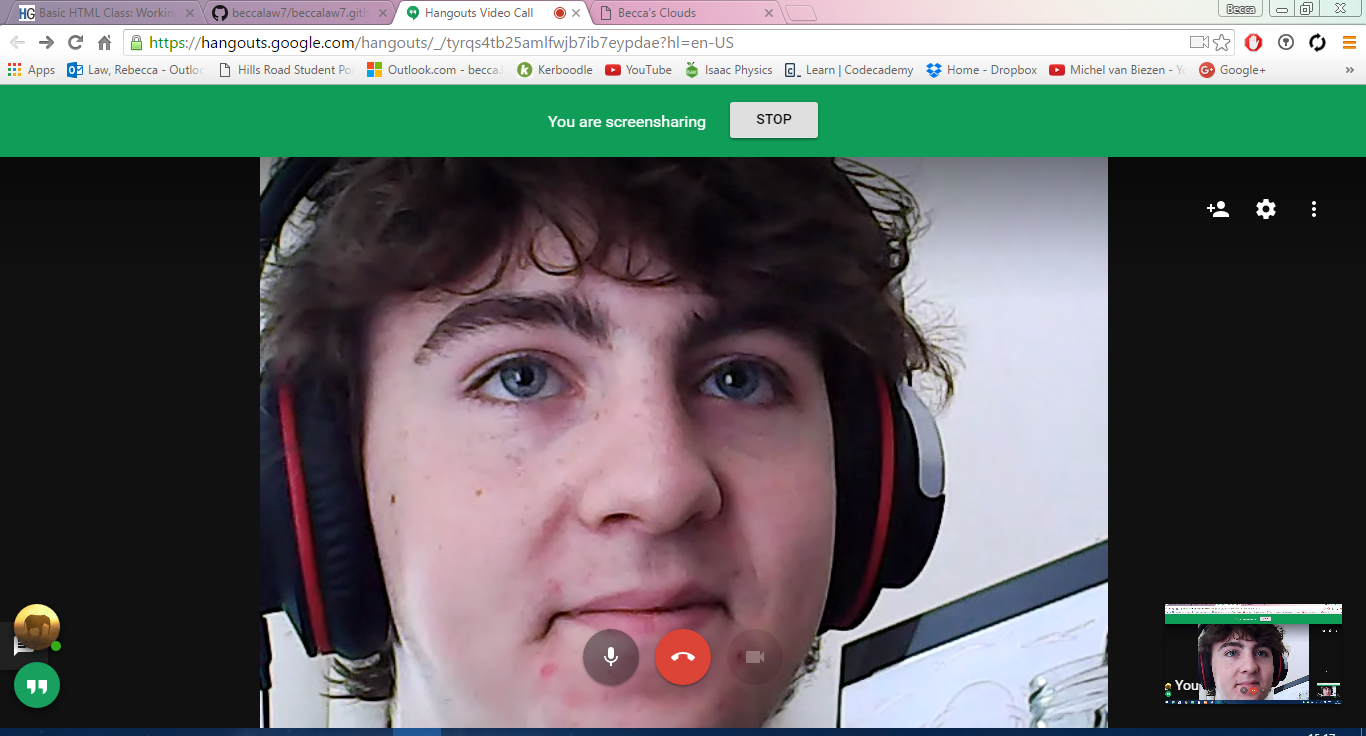 HG Basic HTML Class: Workin
beccalaw7/beccalaw7.gith
Hangouts Video Call
Becca's Clouds
Becca
https://hangouts.google.com/hangouts/_/tyrqs4tb25amlfwjb7ib7eypdae?hl=en-US
Apps
Law, Rebecca - Outloo
Hills Road Student Po
Outlook.com - becca.l
Kerboodle
YouTube
Isaac Physics
Learn | Codecademy
Home - Dropbox
Michel van Biezen - Yo
Google+
You are screensharing
STOP
You